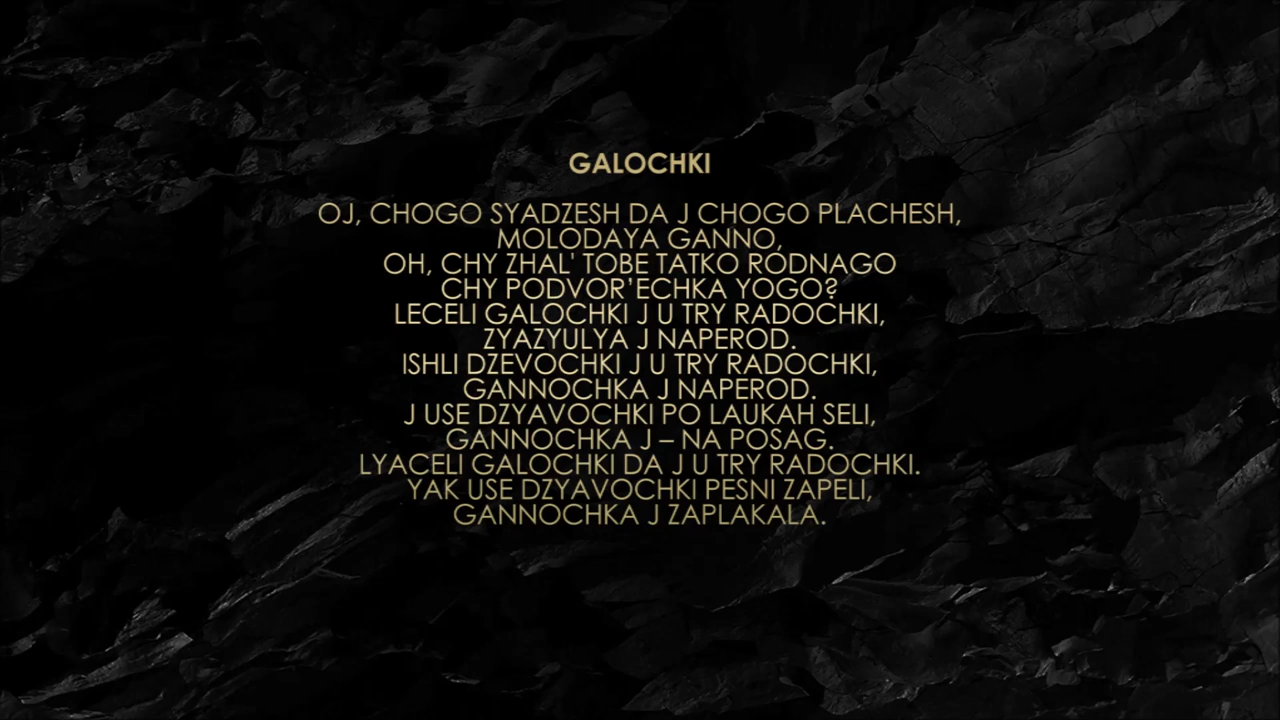 GALOCHKI
OJ, CHOGO SYADZESH DA J CHOGO PLACHESH,
MOLODAYA GANNO,
OH, CHY ZHAL' TOBE TATKO RODNAGO
CHY PODVOR'ECHKA YOGO?
LECELI GALOCHKI J U TRY RADOCHKI,
ZYAZYULYA J NAPEROD.
ISHLI DZEVOCHKI J U TRY RADOCHKI,
GANNOCHKA J NAPEROD.
J USE DZYAVOCHKI PO LAUKAH SELI,
GANNOCHKA J – NA POSAG.
LYACELI GALOCHKI DA J U TRY RADOCHKI.
YAK USE DZYAVOCHKI PESNI ZAPELI,
GANNOCHKA J ZAPLAKALA.